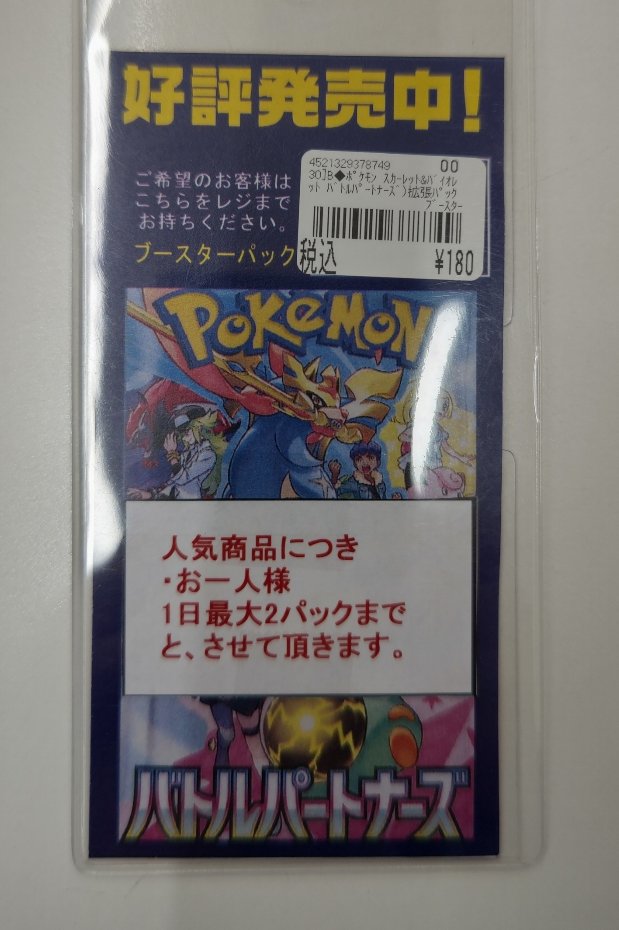 好評発売中！
ご希望のお客様は
こちらをレジまで
お持ちください。
ブースターパック
4521329378749 00
30]B◆ポケモン スカーレット&バイオレ
ット バトルパートナーズ)拡張パック
ブースター
税込 ¥180
POKéMON
人気商品につき
・お一人様
1日最大2パックまで
と、させて頂きます。
バトルパートナーズ